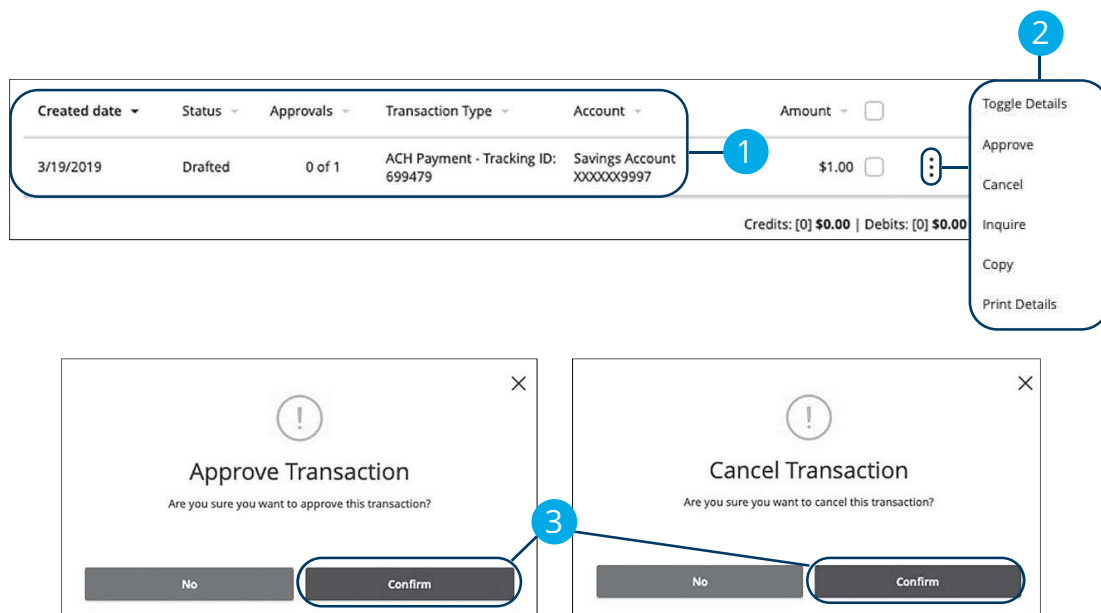 2
Created date Status Approvals Transaction Type Account Amount
3/19/2019 Drafted 0 of 1 ACH Payment - Tracking ID: 699479 Savings Account XXXXXX9997 $1.00
1
Credits: [0] $0.00 | Debits: [0] $0.00
Toggle Details
Approve
Cancel
Inquire
Copy
Print Details
Approve Transaction
Are you sure you want to approve this transaction?
No Confirm
3
Cancel Transaction
Are you sure you want to cancel this transaction?
No Confirm